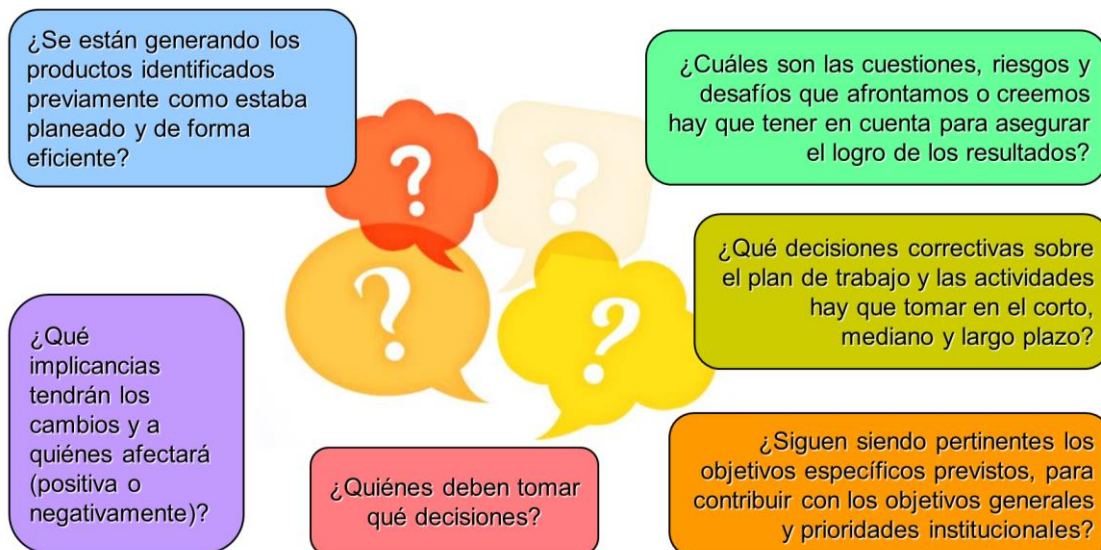 ¿Se están generando los
productos identificados
previamente como estaba
planeado y de forma
eficiente?
¿Cuáles son las cuestiones, riesgos y
desafíos que afrontamos o creemos
hay que tener en cuenta para asegurar
el logro de los resultados?
¿Qué decisiones correctivas sobre
el plan de trabajo y las actividades
hay que tomar en el corto,
mediano y largo plazo?
¿Qué
implicancias
tendrán los
cambios y a
quiénes afectará
(positiva o
negativamente)?
¿Quiénes deben tomar
qué decisiones?
¿Siguen siendo pertinentes los
objetivos específicos previstos, para
contribuir con los objetivos generales
y prioridades institucionales?
?
?
?
?